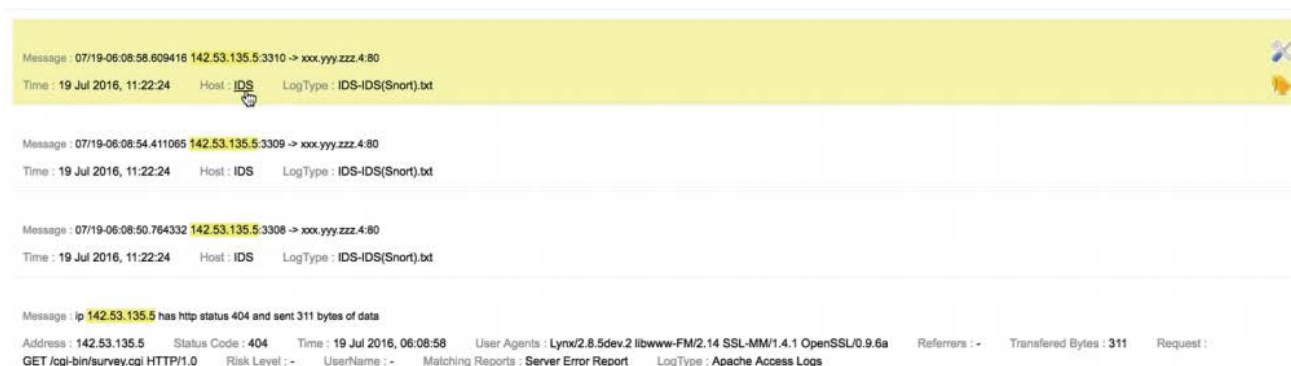 Message : 07/19-06:08:58.609416 142.53.135.5:3310 -> xxx.yyy.zzz.4:80
Time : 19 Jul 2016, 11:22:24 Host : IDS LogType : IDS-IDS(Snort).txt
Message : 07/19-06:08:54.411065 142.53.135.5:3309 -> xxx.yyy.zzz.4:80
Time : 19 Jul 2016, 11:22:24 Host : IDS LogType : IDS-IDS(Snort).txt
Message : 07/19-06:08:50.764332 142.53.135.5:3308 -> xxx.yyy.zzz.4:80
Time : 19 Jul 2016, 11:22:24 Host : IDS LogType : IDS-IDS(Snort).txt
Message : ip 142.53.135.5 has http status 404 and sent 311 bytes of data
Address : 142.53.135.5 Status Code : 404 Time : 19 Jul 2016, 06:08:58 User Agents : Lynx/2.8.5dev.2 libwww-FM/2.14 SSL-MM/1.4.1 OpenSSL/0.9.6a Referrers : - Transfered Bytes : 311 Request :
GET /cgi-bin/survey.cgi HTTP/1.0 Risk Level : - UserName : - Matching Reports : Server Error Report LogType : Apache Access Logs